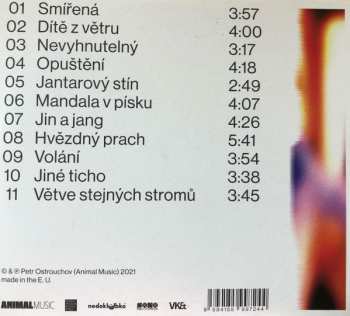 01 Smířená 3:57
02 Dítě z větru 4:00
03 Nevyhnutelný 3:17
04 Opuštění 4:18
05 Jantarový stín 2:49
06 Mandala v písku 4:07
07 Jin a jang 4:26
08 Hvězdný prach 5:41
09 Volání 3:54
10 Jiné ticho 3:38
11 Větve stejných stromů 3:45
© & ℗ Petr Ostrouchov (Animal Music) 2021
made in the E. U.
ANIMALMUSIC nedoklubko VK&t